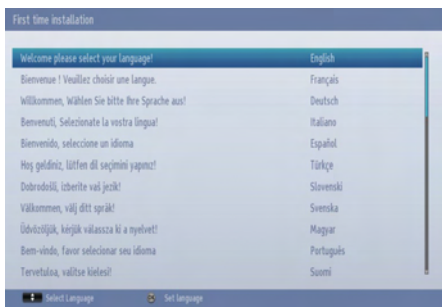 First time installation
Welcome please select your language! English
Bienvenue ! Veuillez choisir une langue. Français
Willkommen, Wählen Sie bitte Ihre Sprache aus! Deutsch
Benvenuti, Selezionate la vostra lingua! Italiano
Bienvenido, seleccione un idioma Español
Hoş geldiniz, lütfen dil seçimini yapınız! Türkçe
Dobrodošli, izberite vaš jezik! Slovenski
Välkommen, välj ditt språk! Svenska
Üdvözöljük, kérjük válassza ki a nyelvet! Magyar
Bem-vindo, favor selecionar seu idioma Português
Tervetuloa, valitse kielesi! Suomi
Select Language Set language